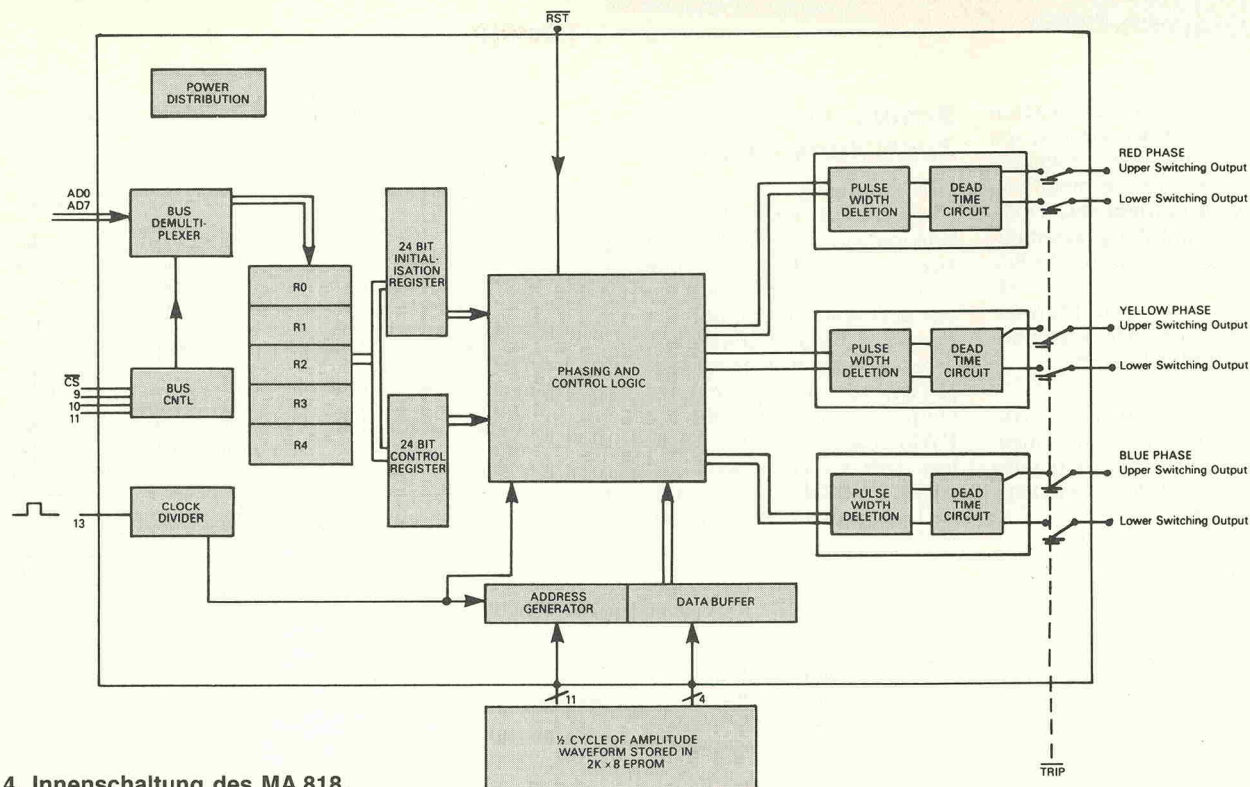 RST
POWER
DISTRIBUTION
AD0
AD7
BUS
DEMULTI-
PLEXER
24 BIT
INITIAL-
ISATION
REGISTER
R0
R1
R2
R3
R4
CS
9
10
11
BUS
CNTL
24 BIT
CONTROL
REGISTER
13
CLOCK
DIVIDER
PHASING AND
CONTROL LOGIC
PULSE
WIDTH
DELETION
DEAD
TIME
CIRCUIT
RED PHASE
Upper Switching Output
Lower Switching Output
PULSE
WIDTH
DELETION
DEAD
TIME
CIRCUIT
YELLOW PHASE
Upper Switching Output
Lower Switching Output
PULSE
WIDTH
DELETION
DEAD
TIME
CIRCUIT
BLUE PHASE
Upper Switching Output
Lower Switching Output
ADDRESS
GENERATOR
DATA BUFFER
11
4
½ CYCLE OF AMPLITUDE
WAVEFORM STORED IN
2K × 8 EPROM
TRIP
4. Innenschaltung des MA 818